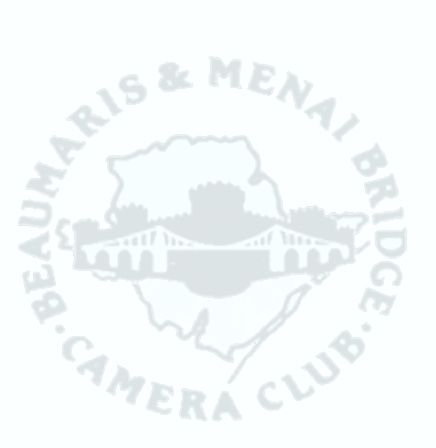 BEAUMARIS & MENAI BRIDGE
· CAMERA CLUB ·